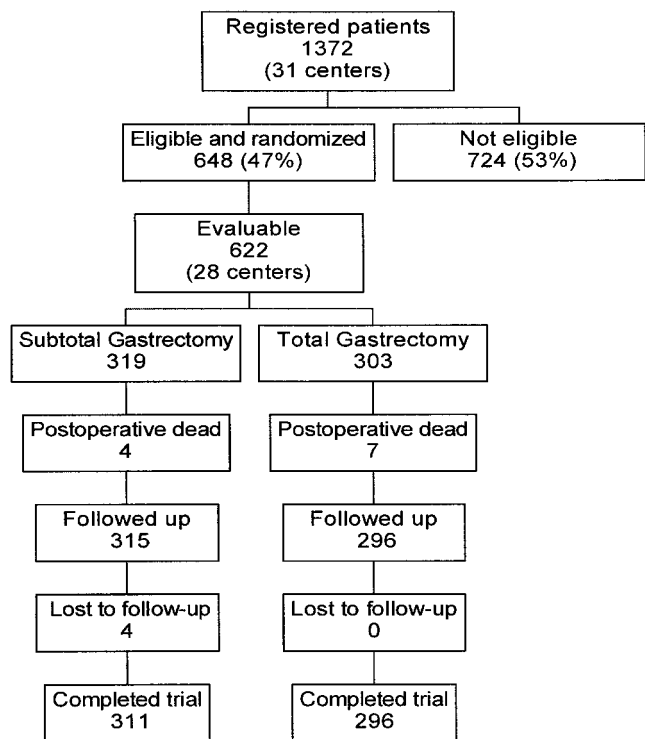 Registered patients
1372
(31 centers)
Eligible and randomized
648 (47%)
Not eligible
724 (53%)
Evaluable
622
(28 centers)
Subtotal Gastrectomy
319
Total Gastrectomy
303
Postoperative dead
4
Postoperative dead
7
Followed up
315
Followed up
296
Lost to follow-up
4
Lost to follow-up
0
Completed trial
311
Completed trial
296